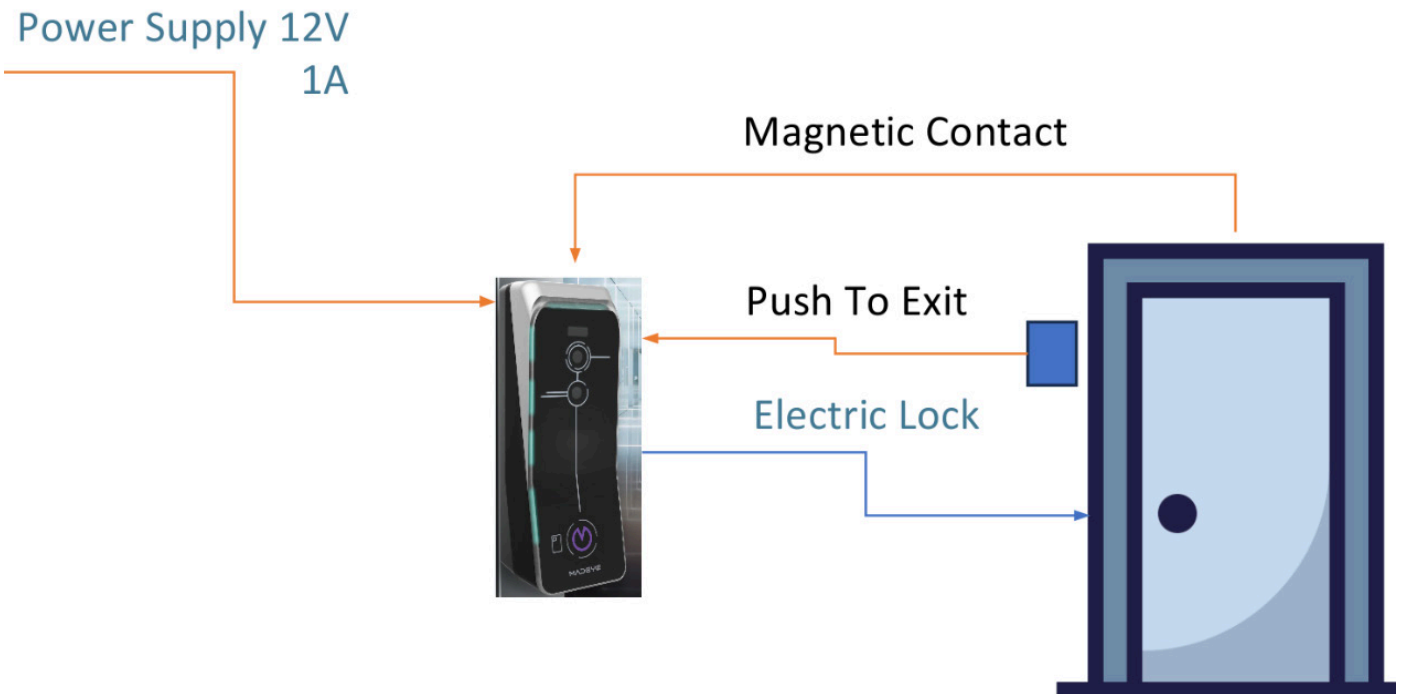 Power Supply 12V
1A
Magnetic Contact
Push To Exit
Electric Lock
MADEYE